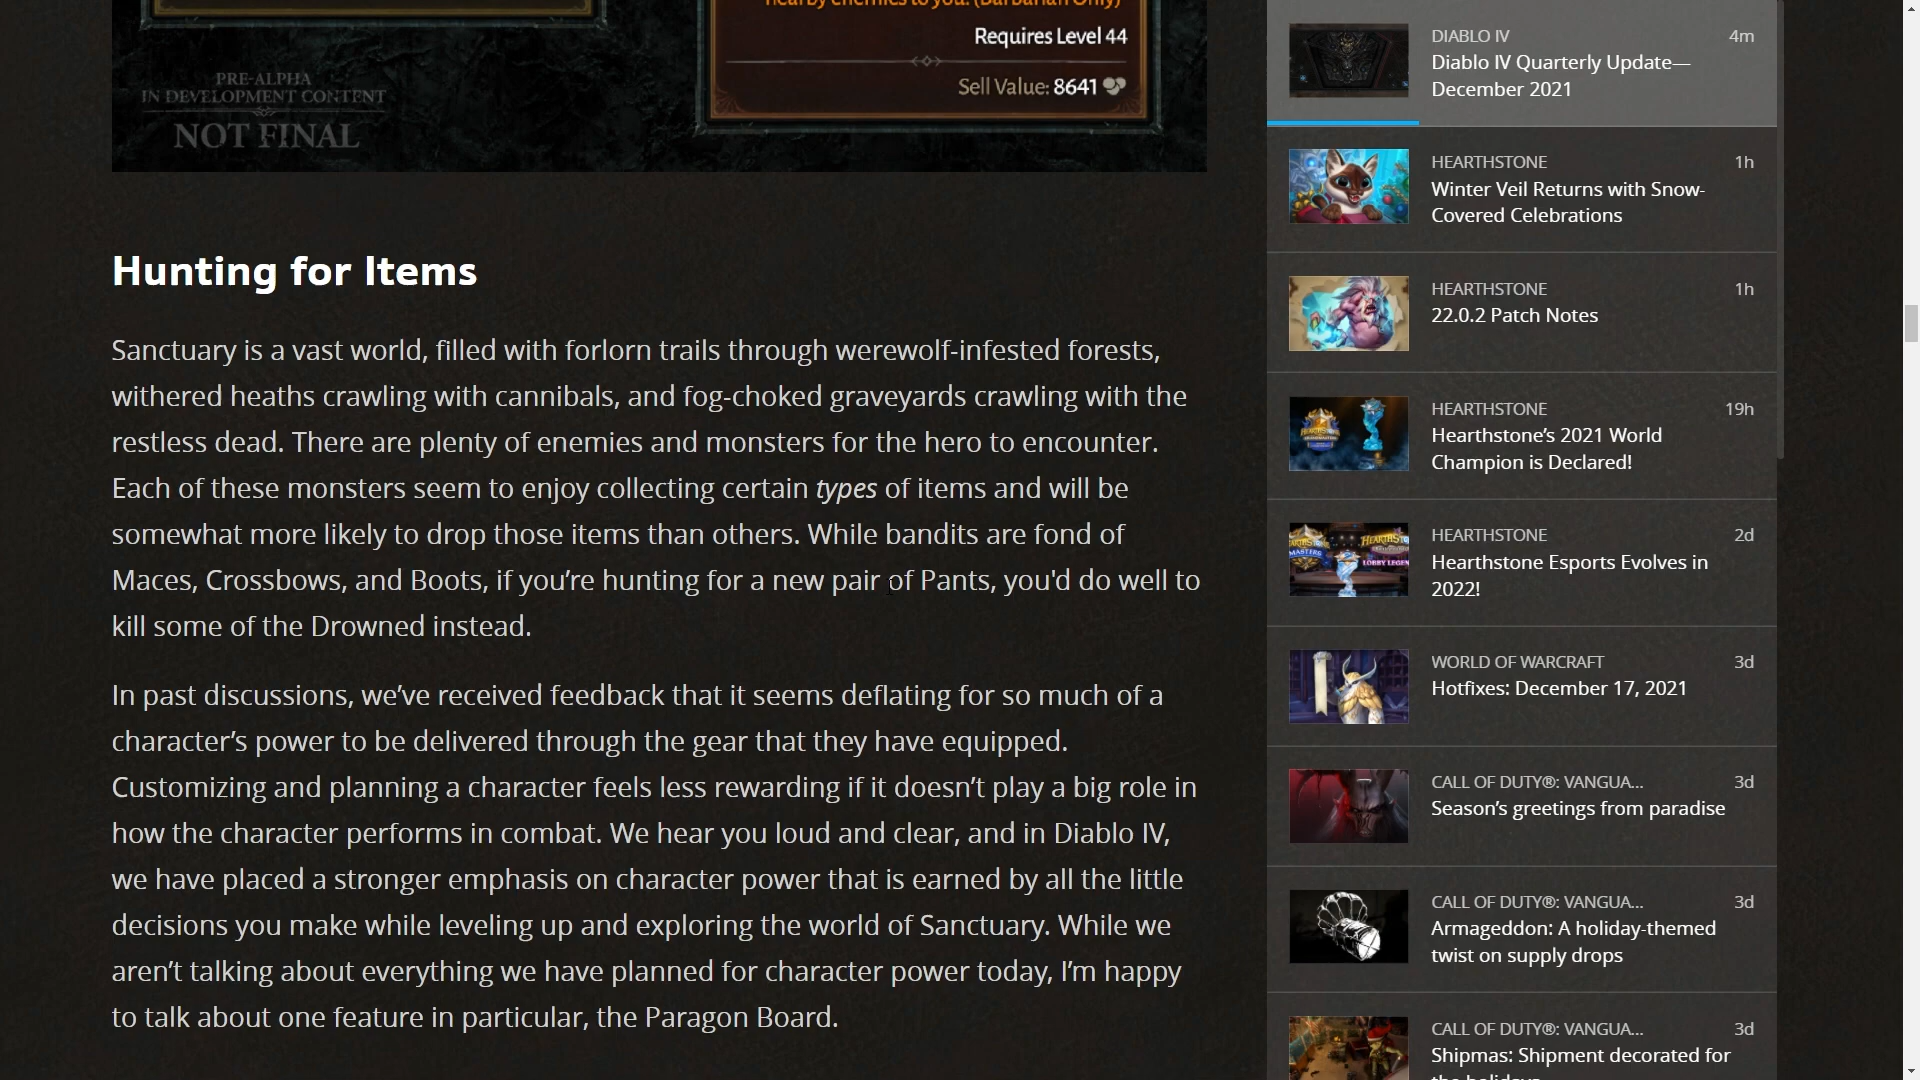 nearby enemies to you. (Barbarian Only)
Requires Level 44
Sell Value: 8641
PRE-ALPHA
IN DEVELOPMENT CONTENT
NOT FINAL
Hunting for Items
Sanctuary is a vast world, filled with forlorn trails through werewolf-infested forests,
withered heaths crawling with cannibals, and fog-choked graveyards crawling with the
restless dead. There are plenty of enemies and monsters for the hero to encounter.
Each of these monsters seem to enjoy collecting certain types of items and will be
somewhat more likely to drop those items than others. While bandits are fond of
Maces, Crossbows, and Boots, if you’re hunting for a new pair of Pants, you'd do well to
kill some of the Drowned instead.
In past discussions, we’ve received feedback that it seems deflating for so much of a
character’s power to be delivered through the gear that they have equipped.
Customizing and planning a character feels less rewarding if it doesn’t play a big role in
how the character performs in combat. We hear you loud and clear, and in Diablo IV,
we have placed a stronger emphasis on character power that is earned by all the little
decisions you make while leveling up and exploring the world of Sanctuary. While we
aren’t talking about everything we have planned for character power today, I’m happy
to talk about one feature in particular, the Paragon Board.
DIABLO IV 4m
Diablo IV Quarterly Update—
December 2021
HEARTHSTONE 1h
Winter Veil Returns with Snow-
Covered Celebrations
HEARTHSTONE 1h
22.0.2 Patch Notes
HEARTHSTONE 19h
Hearthstone’s 2021 World
Champion is Declared!
HEARTHSTONE 2d
Hearthstone Esports Evolves in
2022!
WORLD OF WARCRAFT 3d
Hotfixes: December 17, 2021
CALL OF DUTY®: VANGUA... 3d
Season’s greetings from paradise
CALL OF DUTY®: VANGUA... 3d
Armageddon: A holiday-themed
twist on supply drops
CALL OF DUTY®: VANGUA... 3d
Shipmas: Shipment decorated for
the holidays